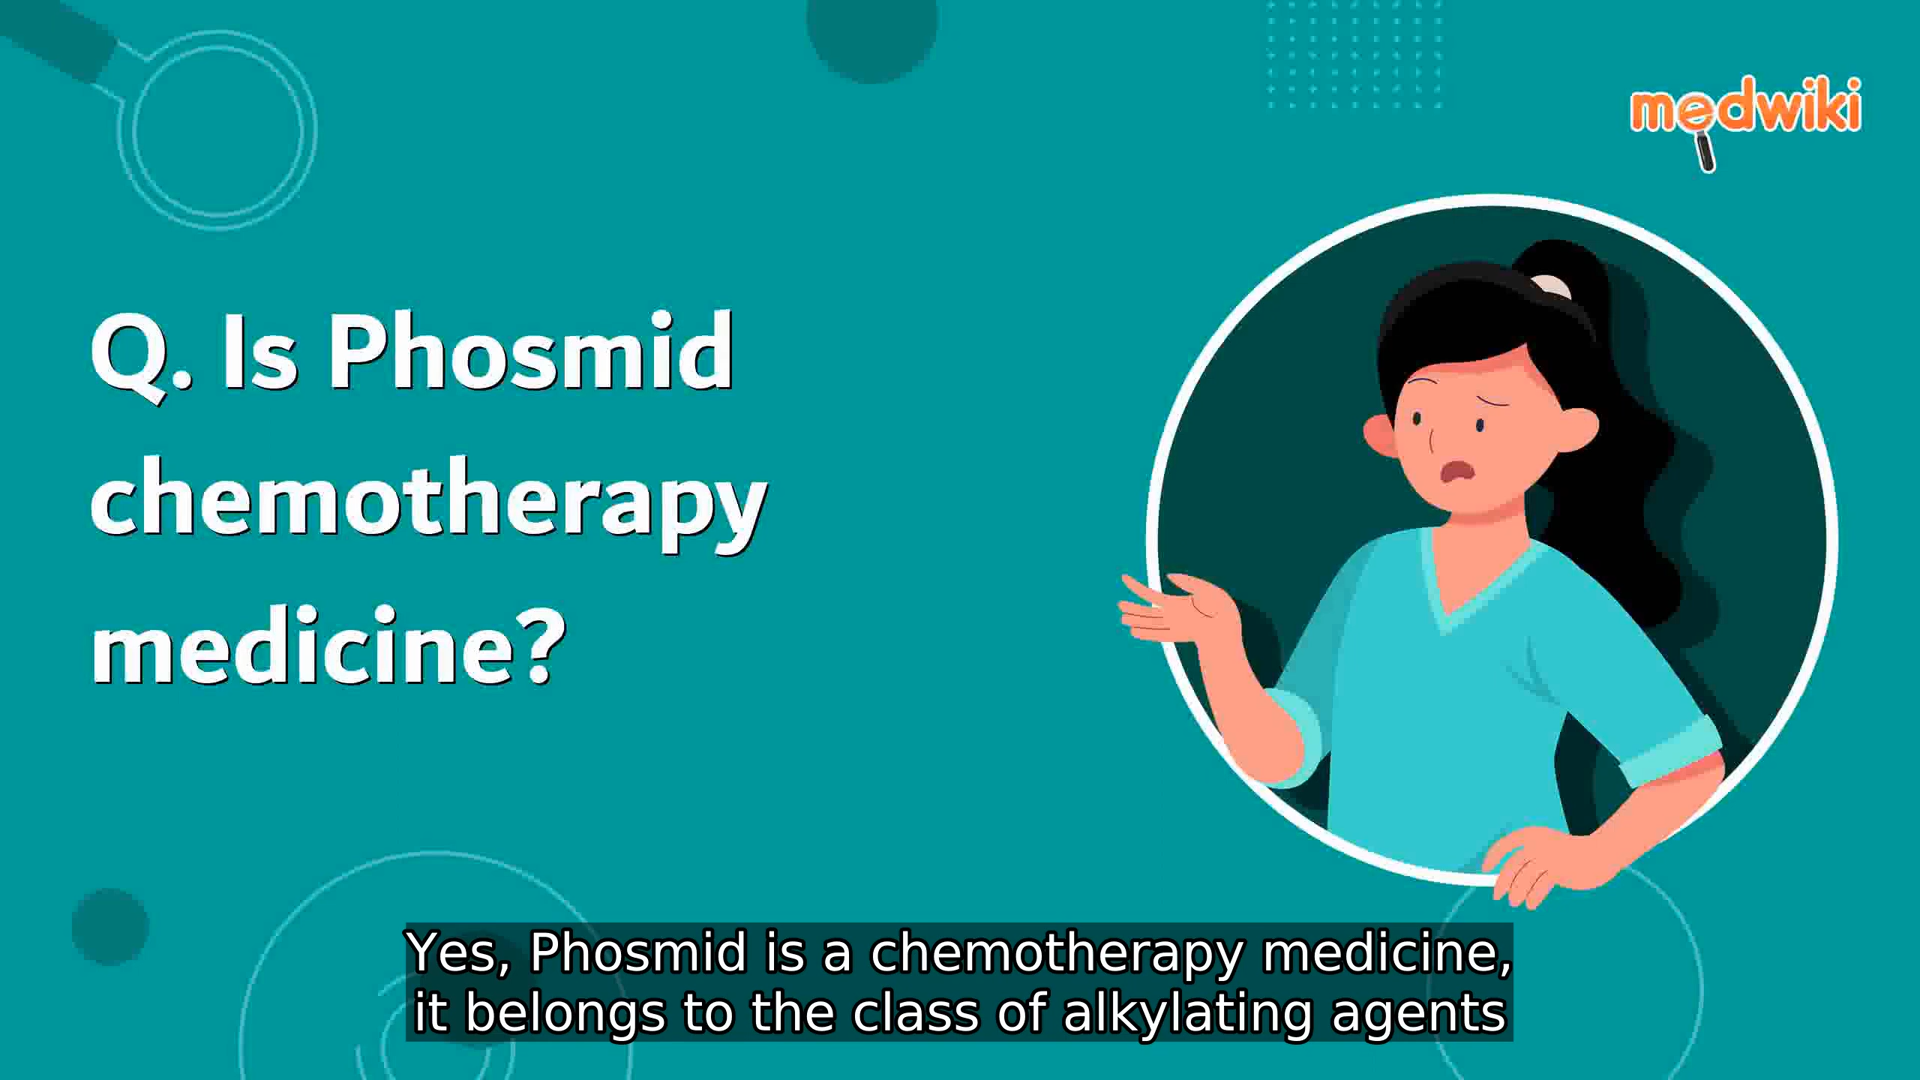 medwiki
Q. Is Phosmid
chemotherapy
medicine?
Yes, Phosmid is a chemotherapy medicine,
it belongs to the class of alkylating agents